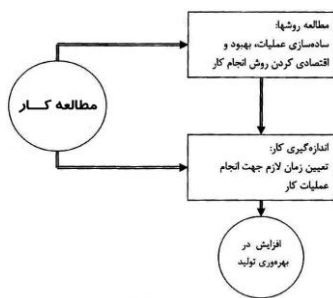 مطالعه روشها:
ساده‌سازی عملیات، بهبود و
اقتصادی کردن روش انجام کار
مطالعه کــار
اندازه‌گیری کار:
تعیین زمان لازم جهت انجام
عملیات کار
افزایش در
بهره‌وری تولید